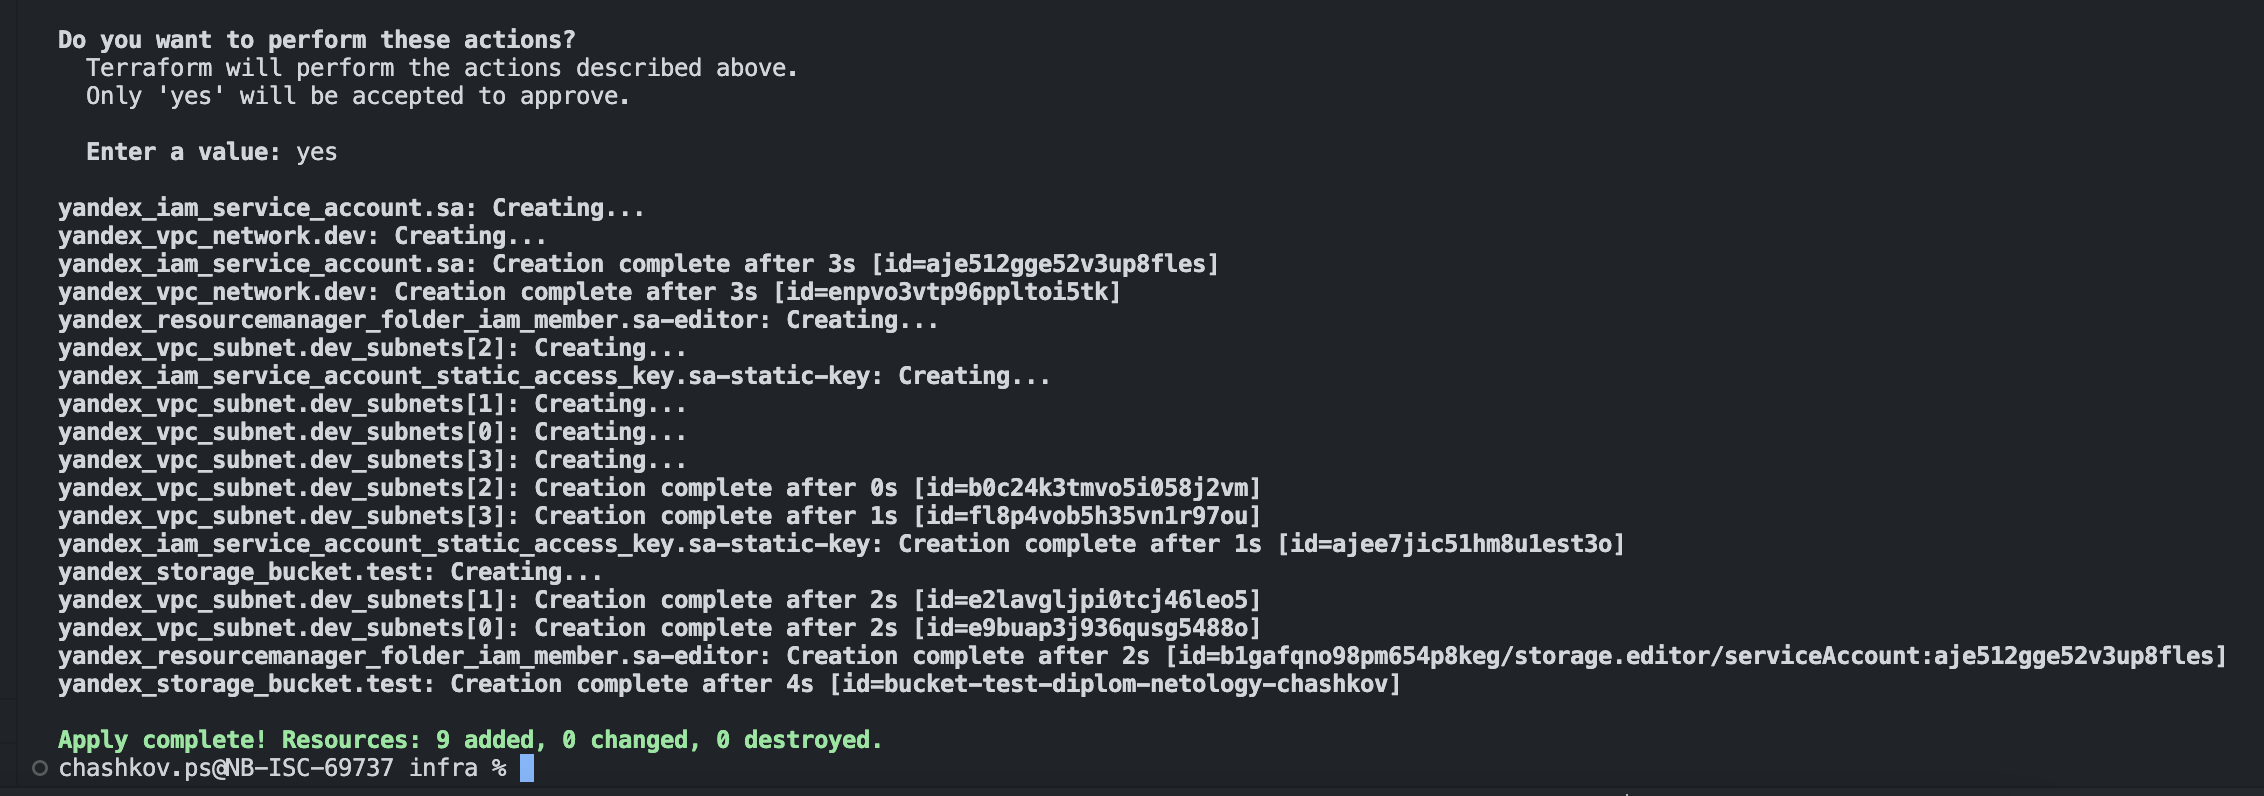 Do you want to perform these actions?
Terraform will perform the actions described above.
Only 'yes' will be accepted to approve.
Enter a value: yes
yandex_iam_service_account.sa: Creating...
yandex_vpc_network.dev: Creating...
yandex_iam_service_account.sa: Creation complete after 3s [id=aje512gge52v3up8fles]
yandex_vpc_network.dev: Creation complete after 3s [id=enpvo3vtp96ppltoi5tk]
yandex_resourcemanager_folder_iam_member.sa-editor: Creating...
yandex_vpc_subnet.dev_subnets[2]: Creating...
yandex_iam_service_account_static_access_key.sa-static-key: Creating...
yandex_vpc_subnet.dev_subnets[1]: Creating...
yandex_vpc_subnet.dev_subnets[0]: Creating...
yandex_vpc_subnet.dev_subnets[3]: Creating...
yandex_vpc_subnet.dev_subnets[2]: Creation complete after 0s [id=b0c24k3tmvo5i058j2vm]
yandex_vpc_subnet.dev_subnets[3]: Creation complete after 1s [id=fl8p4vob5h35vn1r97ou]
yandex_iam_service_account_static_access_key.sa-static-key: Creation complete after 1s [id=ajee7jic51hm8u1est3o]
yandex_storage_bucket.test: Creating...
yandex_vpc_subnet.dev_subnets[1]: Creation complete after 2s [id=e2lavgljpi0tcj46leo5]
yandex_vpc_subnet.dev_subnets[0]: Creation complete after 2s [id=e9buap3j936qusg5488o]
yandex_resourcemanager_folder_iam_member.sa-editor: Creation complete after 2s [id=b1gafqno98pm654p8keg/storage.editor/serviceAccount:aje512gge52v3up8fles]
yandex_storage_bucket.test: Creation complete after 4s [id=bucket-test-diplom-netology-chashkov]
Apply complete! Resources: 9 added, 0 changed, 0 destroyed.
chashkov.ps@NB-ISC-69737 infra %